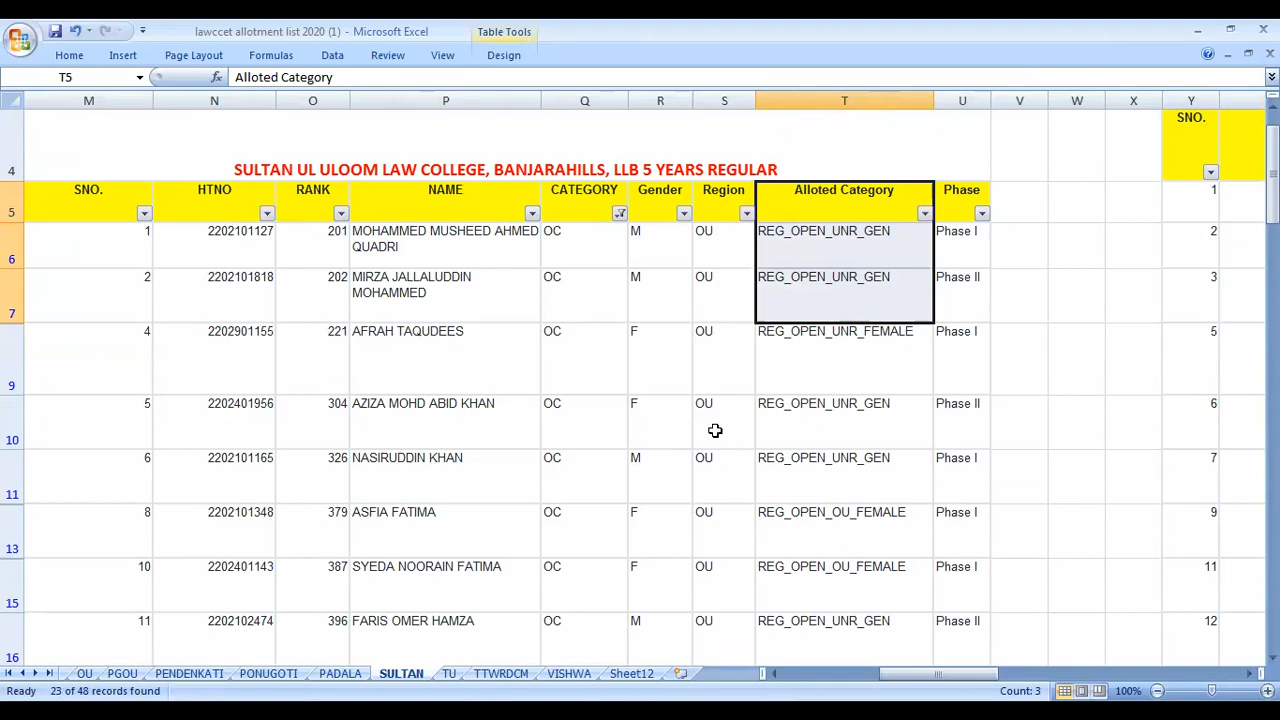 lawccet allotment list 2020 (1) - Microsoft Excel
Table Tools
Home Insert Page Layout Formulas Data Review View Design
T5 fx Alloted Category
M N O P Q R S T U V W X Y
SNO.
4 SULTAN UL ULOOM LAW COLLEGE, BANJARAHILLS, LLB 5 YEARS REGULAR
SNO. HTNO RANK NAME CATEGORY Gender Region Alloted Category Phase 1
5
1 2202101127 201 MOHAMMED MUSHEED AHMED OC M OU REG_OPEN_UNR_GEN Phase I 2
QUADRI
6
2 2202101818 202 MIRZA JALLALUDDIN OC M OU REG_OPEN_UNR_GEN Phase II 3
MOHAMMED
7
4 2202901155 221 AFRAH TAQUDEES OC F OU REG_OPEN_UNR_FEMALE Phase I 5
9
5 2202401956 304 AZIZA MOHD ABID KHAN OC F OU REG_OPEN_UNR_GEN Phase II 6
10
6 2202101165 326 NASIRUDDIN KHAN OC M OU REG_OPEN_UNR_GEN Phase I 7
11
8 2202101348 379 ASFIA FATIMA OC F OU REG_OPEN_OU_FEMALE Phase I 9
13
10 2202401143 387 SYEDA NOORAIN FATIMA OC F OU REG_OPEN_OU_FEMALE Phase I 11
15
11 2202102474 396 FARIS OMER HAMZA OC M OU REG_OPEN_UNR_GEN Phase II 12
16
OU PGOU PENDENKATI PONUGOTI PADALA SULTAN TU TTWRDCM VISHWA Sheet12
Ready 23 of 48 records found Count: 3 100%